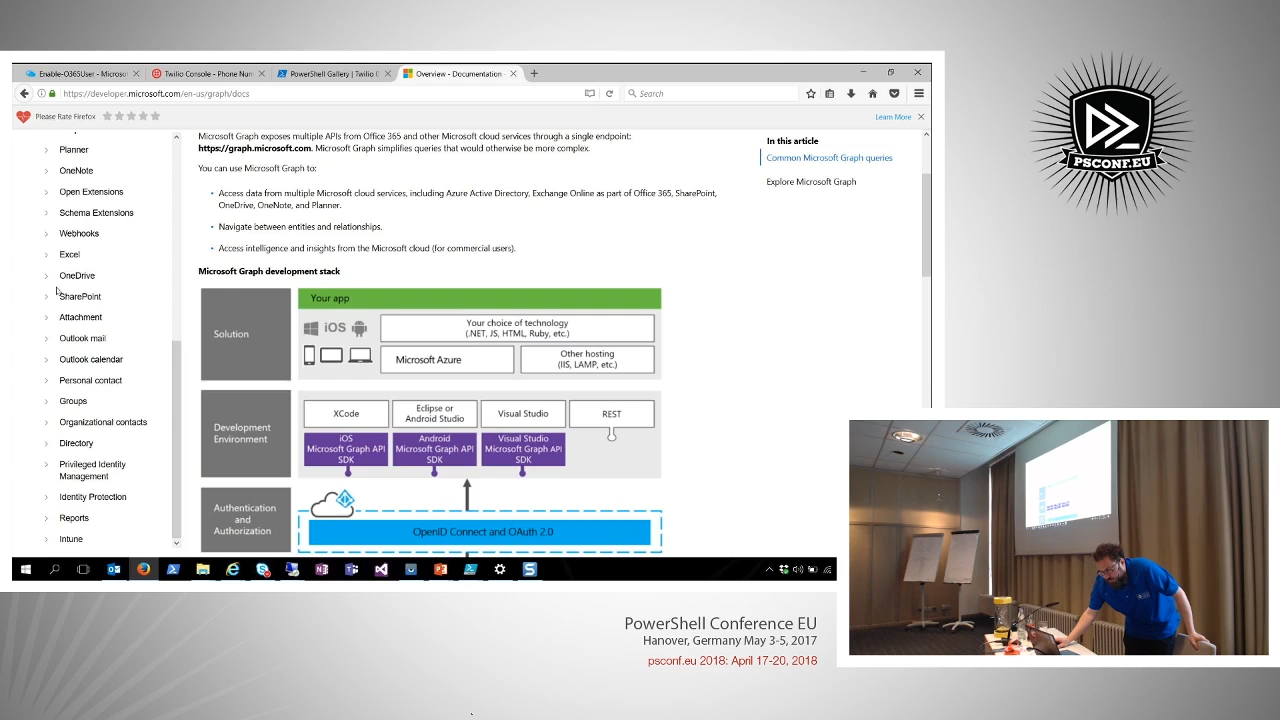 Enable-O365User - Microsof
Twilio Console - Phone Num
PowerShell Gallery | Twilio
Overview - Documentation
https://developer.microsoft.com/en-us/graph/docs
Search
Please Rate Firefox
Learn More
Planner
OneNote
Open Extensions
Schema Extensions
Webhooks
Excel
OneDrive
SharePoint
Attachment
Outlook mail
Outlook calendar
Personal contact
Groups
Organizational contacts
Directory
Privileged Identity
Management
Identity Protection
Reports
Intune
Microsoft Graph exposes multiple APIs from Office 365 and other Microsoft cloud services through a single endpoint:
https://graph.microsoft.com. Microsoft Graph simplifies queries that would otherwise be more complex.
You can use Microsoft Graph to:
• Access data from multiple Microsoft cloud services, including Azure Active Directory, Exchange Online as part of Office 365, SharePoint,
OneDrive, OneNote, and Planner.
• Navigate between entities and relationships.
• Access intelligence and insights from the Microsoft cloud (for commercial users).
Microsoft Graph development stack
Solution
Your app
iOS
Your choice of technology
(.NET, JS, HTML, Ruby, etc.)
Microsoft Azure
Other hosting
(IIS, LAMP, etc.)
Development
Environment
XCode
Eclipse or
Android Studio
Visual Studio
REST
iOS
Microsoft Graph API
SDK
Android
Microsoft Graph API
SDK
Visual Studio
Microsoft Graph API
SDK
Authentication
and
Authorization
OpenID Connect and OAuth 2.0
In this article
Common Microsoft Graph queries
Explore Microsoft Graph
PSCONF.EU
PowerShell Conference EU
Hanover, Germany May 3-5, 2017
psconf.eu 2018: April 17-20, 2018